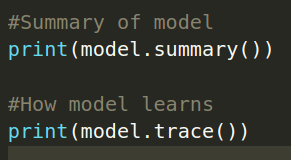 #Summary of model
print(model.summary())
#How model learns
print(model.trace())